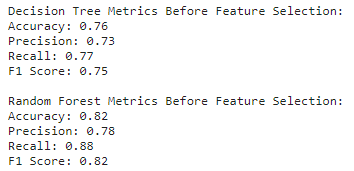 Decision Tree Metrics Before Feature Selection:
Accuracy: 0.76
Precision: 0.73
Recall: 0.77
F1 Score: 0.75
Random Forest Metrics Before Feature Selection:
Accuracy: 0.82
Precision: 0.78
Recall: 0.88
F1 Score: 0.82